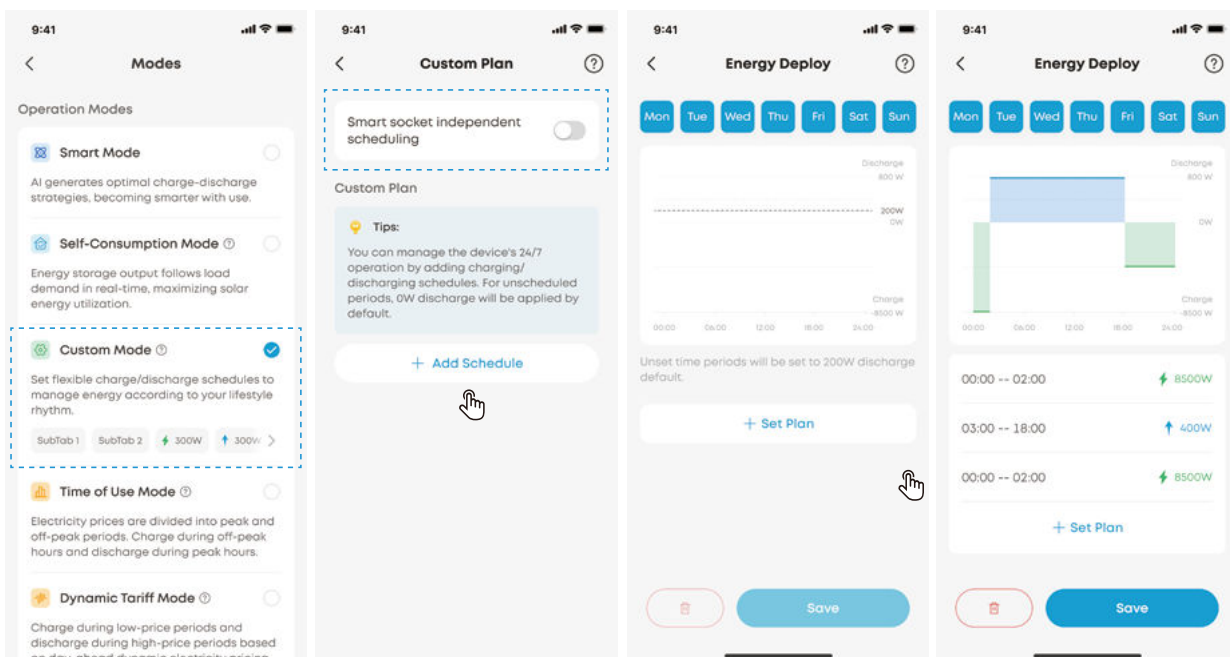 9:41
Modes
Operation Modes
Smart Mode
AI generates optimal charge-discharge
strategies, becoming smarter with use.
Self-Consumption Mode ?
Energy storage output follows load
demand in real-time, maximizing solar
energy utilization.
Custom Mode ?
Set flexible charge/discharge schedules to
manage energy according to your lifestyle
rhythm.
SubTab 1 SubTab 2 300W 300W
Time of Use Mode ?
Electricity prices are divided into peak and
off-peak periods. Charge during off-peak
hours and discharge during peak hours.
Dynamic Tariff Mode ?
Charge during low-price periods and
discharge during high-price periods based
on day-ahead dynamic electricity pricing
9:41
Custom Plan ?
Smart socket independent
scheduling
Custom Plan
Tips:
You can manage the device's 24/7
operation by adding charging/
discharging schedules. For unscheduled
periods, 0W discharge will be applied by
default.
+ Add Schedule
9:41
Energy Deploy ?
Mon Tue Wed Thu Fri Sat Sun
Discharge
800 W
200W
0W
Charge
-8500 W
00:00 06:00 12:00 18:00 24:00
Unset time periods will be set to 200W discharge
default.
+ Set Plan
Save
9:41
Energy Deploy ?
Mon Tue Wed Thu Fri Sat Sun
Discharge
800 W
0W
Charge
-8500 W
00:00 06:00 12:00 18:00 24:00
00:00 -- 02:00 8500W
03:00 -- 18:00 400W
00:00 -- 02:00 8500W
+ Set Plan
Save